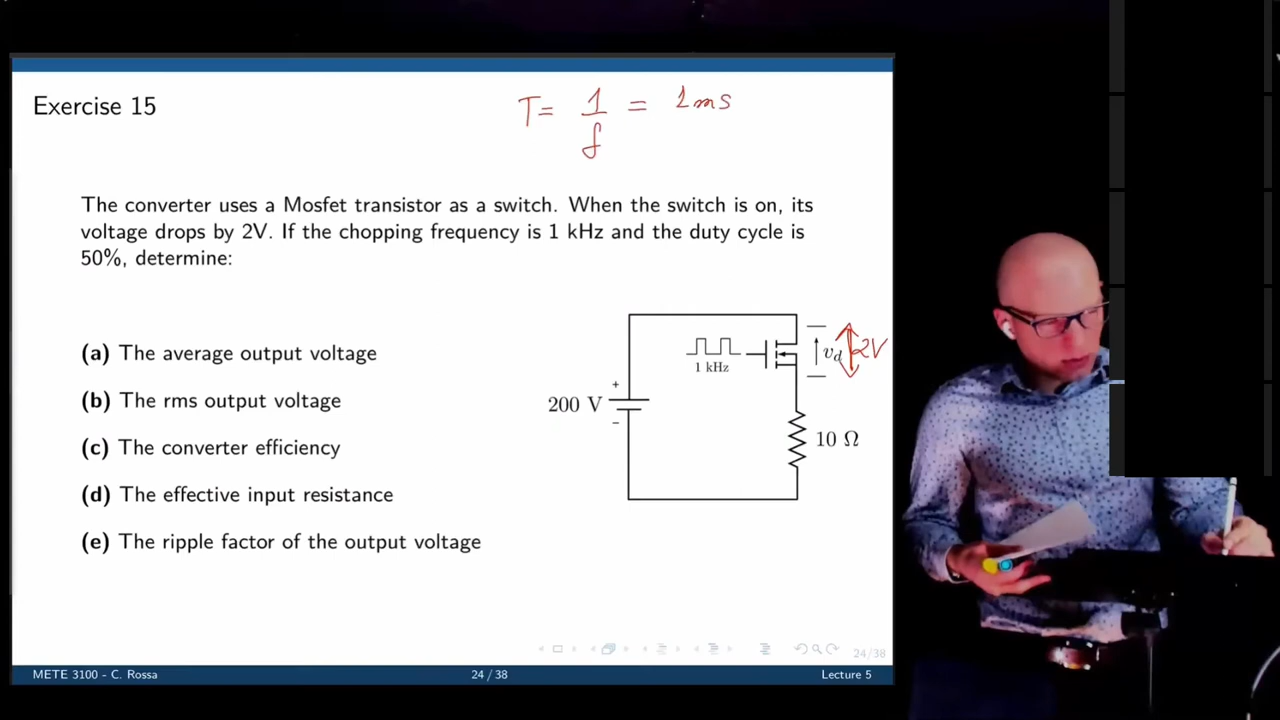 Exercise 15
T = 1/f = 1ms
The converter uses a Mosfet transistor as a switch. When the switch is on, its
voltage drops by 2V. If the chopping frequency is 1 kHz and the duty cycle is
50%, determine:
(a) The average output voltage
(b) The rms output voltage
(c) The converter efficiency
(d) The effective input resistance
(e) The ripple factor of the output voltage
1 kHz
vd
2V
+
200 V
−
10 Ω
24/38
METE 3100 - C. Rossa
24 / 38
Lecture 5